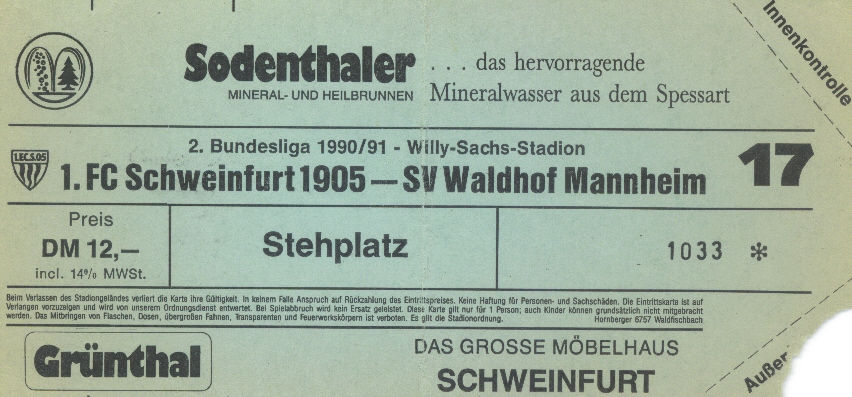 Innenkontrolle
Sodenthaler
MINERAL- UND HEILBRUNNEN
. . . das hervorragende
Mineralwasser aus dem Spessart
2. Bundesliga 1990/91 - Willy-Sachs-Stadion
1.F.C.S.05
1. FC Schweinfurt 1905 — SV Waldhof Mannheim
17
Preis
DM 12,—
incl. 14% MWSt.
Stehplatz
1033 *
Beim Verlassen des Stadiongeländes verliert die Karte ihre Gültigkeit. In keinem Falle Anspruch auf Rückzahlung des Eintrittspreises. Keine Haftung für Personen- und Sachschäden. Die Eintrittskarte ist auf
Verlangen vorzuzeigen und wird von unserem Ordnungsdienst entwertet. Bei Spielabbruch wird kein Ersatz geleistet. Diese Karte gilt nur für 1 Person; auch Kinder können grundsätzlich nicht mitgebracht
werden. Das Mitbringen von Flaschen, Dosen, übergroßen Fahnen, Transparenten und Feuerwerkskörpern ist verboten. Es gilt die Stadionordnung. Hornberger 6757 Waldfischbach
Grünthal
DAS GROSSE MÖBELHAUS
SCHWEINFURT
Außer